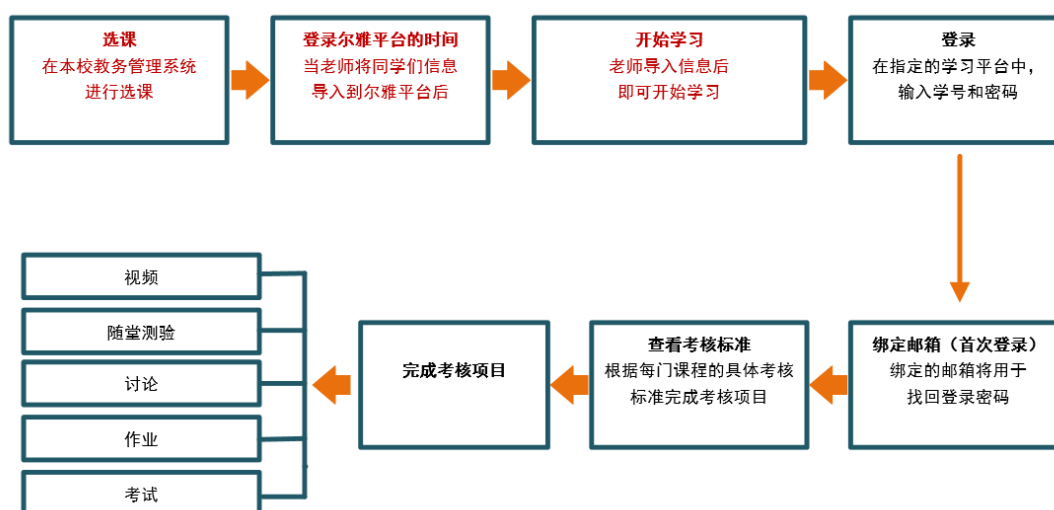 选课
在本校教务管理系统
进行选课
登录尔雅平台的时间
当老师将同学们信息
导入到尔雅平台后
开始学习
老师导入信息后
即可开始学习
登录
在指定的学习平台中，
输入学号和密码
绑定邮箱（首次登录）
绑定的邮箱将用于
找回登录密码
查看考核标准
根据每门课程的具体考核
标准完成考核项目
完成考核项目
视频
随堂测验
讨论
作业
考试